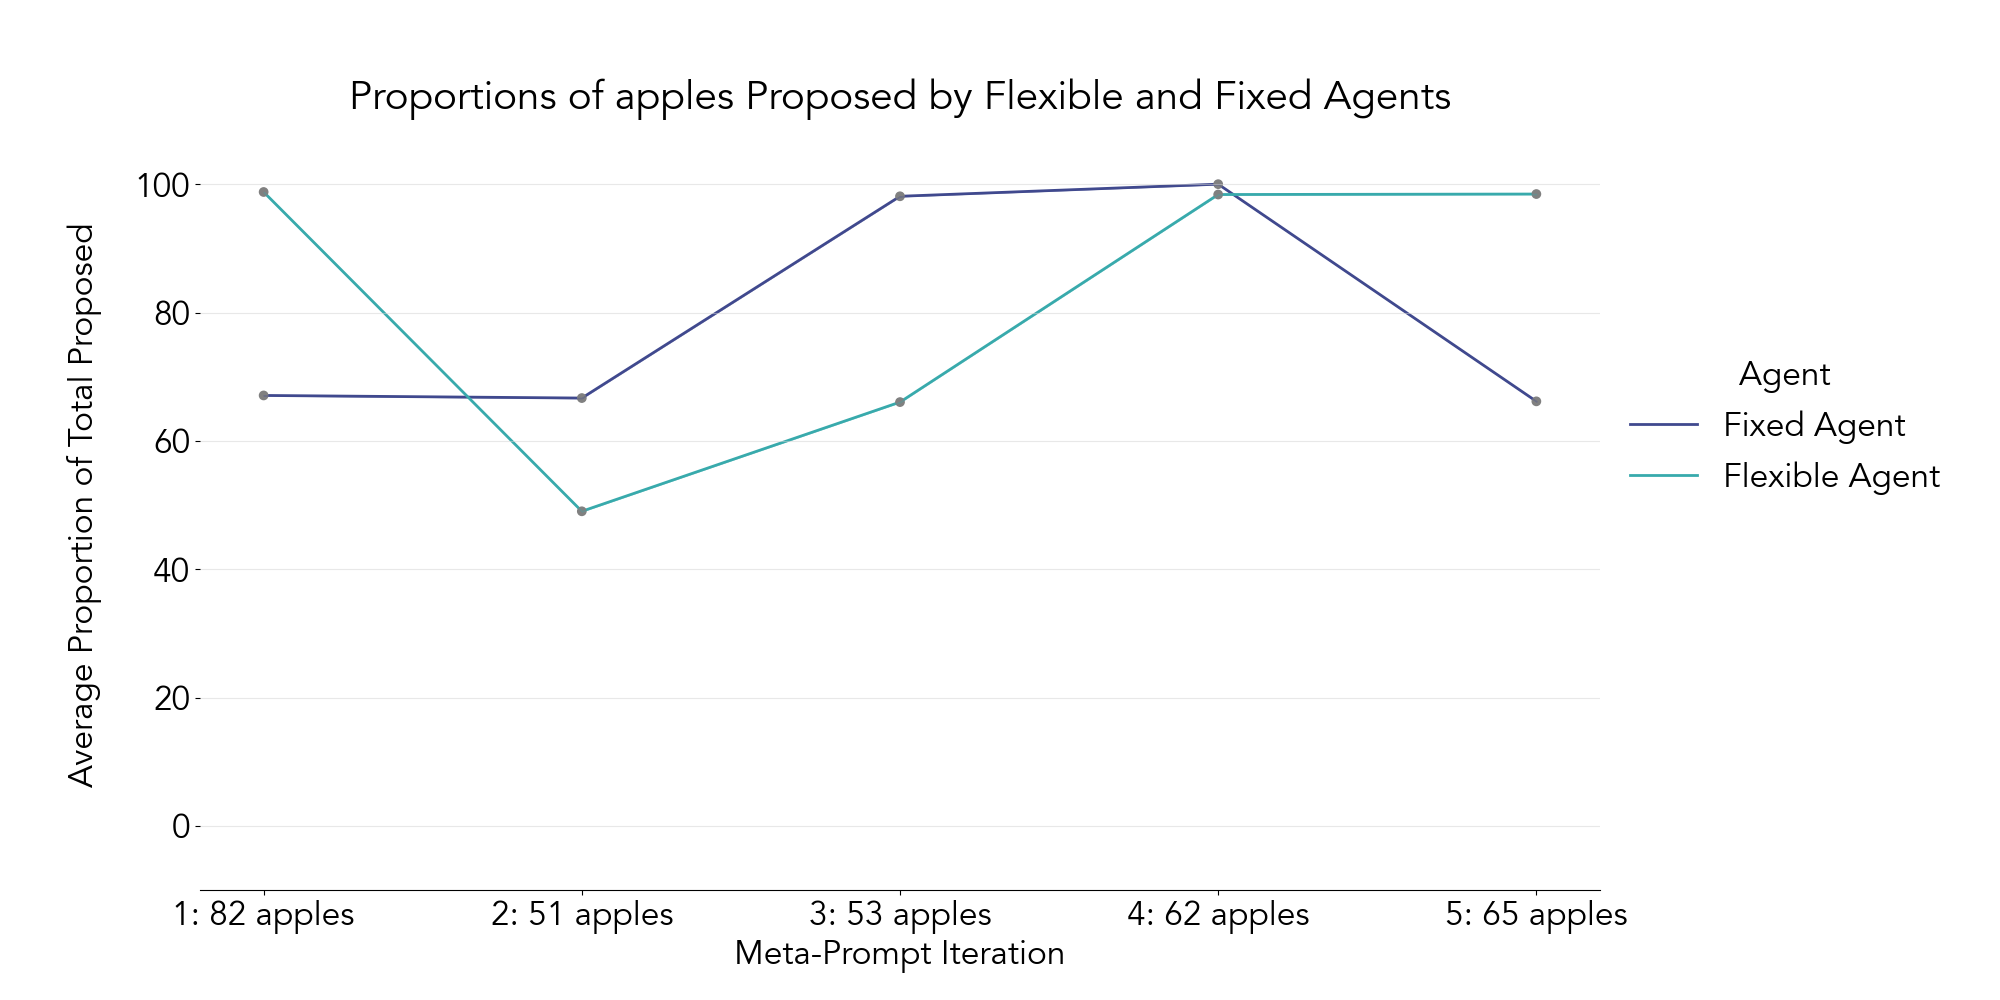 Proportions of apples Proposed by Flexible and Fixed Agents
Average Proportion of Total Proposed
100
80
60
40
20
0
1: 82 apples
2: 51 apples
3: 53 apples
4: 62 apples
5: 65 apples
Meta-Prompt Iteration
Agent
Fixed Agent
Flexible Agent